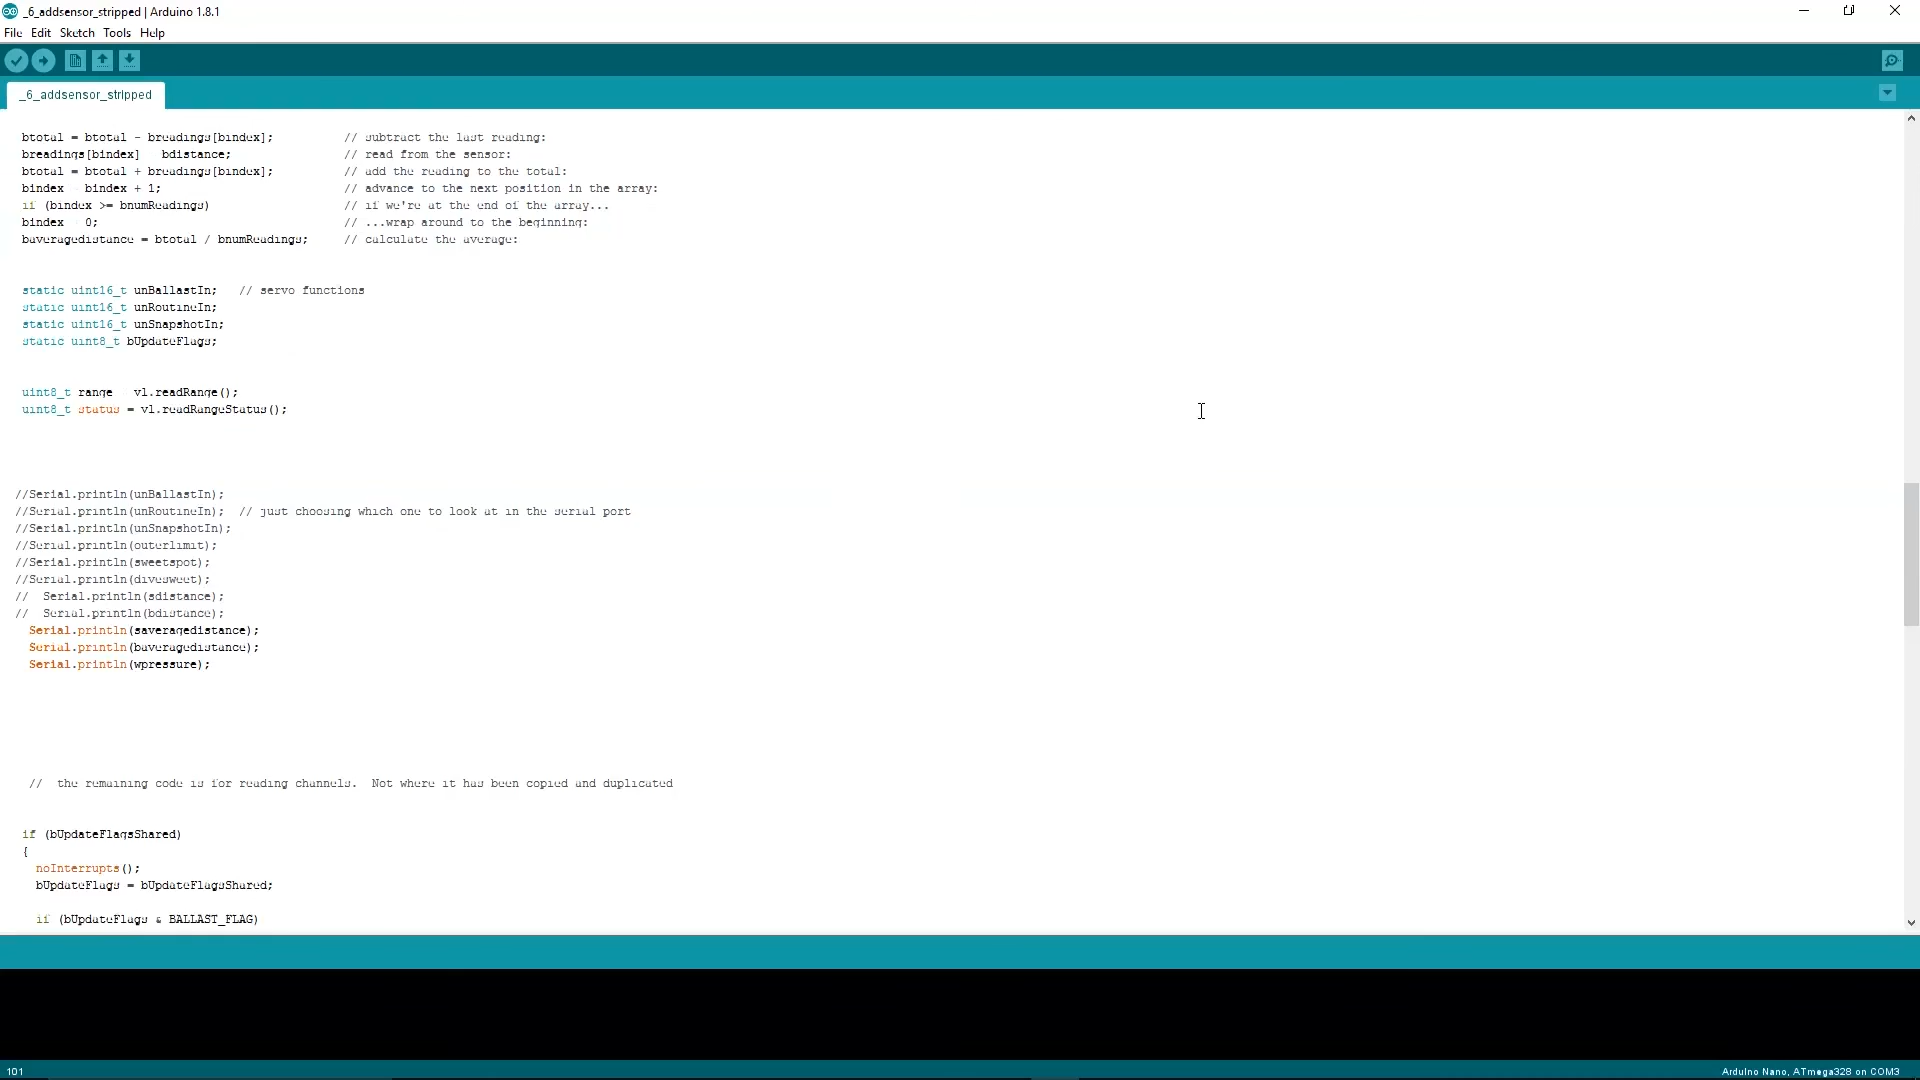 _6_addsensor_stripped | Arduino 1.8.1
File Edit Sketch Tools Help
_6_addsensor_stripped
btotal = btotal - breadings[bindex]; // subtract the last reading:
breadings[bindex] bdistance; // read from the sensor:
btotal = btotal + breadings[bindex]; // add the reading to the total:
bindex bindex + 1; // advance to the next position in the array:
if (bindex >= bnumReadings) // if we're at the end of the array...
bindex 0; // ...wrap around to the beginning:
baveragedistance = btotal / bnumReadings; // calculate the average:
static uint16_t unBallastIn; // servo functions
static uint16_t unRoutineIn;
static uint16_t unSnapshotIn;
static uint8_t bUpdateFlags;
uint8_t range vl.readRange();
uint8_t status = vl.readRangeStatus();
//Serial.println(unBallastIn);
//Serial.println(unRoutineIn); // just choosing which one to look at in the serial port
//Serial.println(unSnapshotIn);
//Serial.println(outerlimit);
//Serial.println(sweetspot);
//Serial.println(divesweet);
// Serial.println(sdistance);
// Serial.println(bdistance);
Serial.println(saveragedistance);
Serial.println(baveragedistance);
Serial.println(wpressure);
// the remaining code is for reading channels. Not where it has been copied and duplicated
if (bUpdateFlagsShared)
{
noInterrupts();
bUpdateFlags = bUpdateFlagsShared;
if (bUpdateFlags & BALLAST_FLAG)
101
Arduino Nano, ATmega328 on COM3